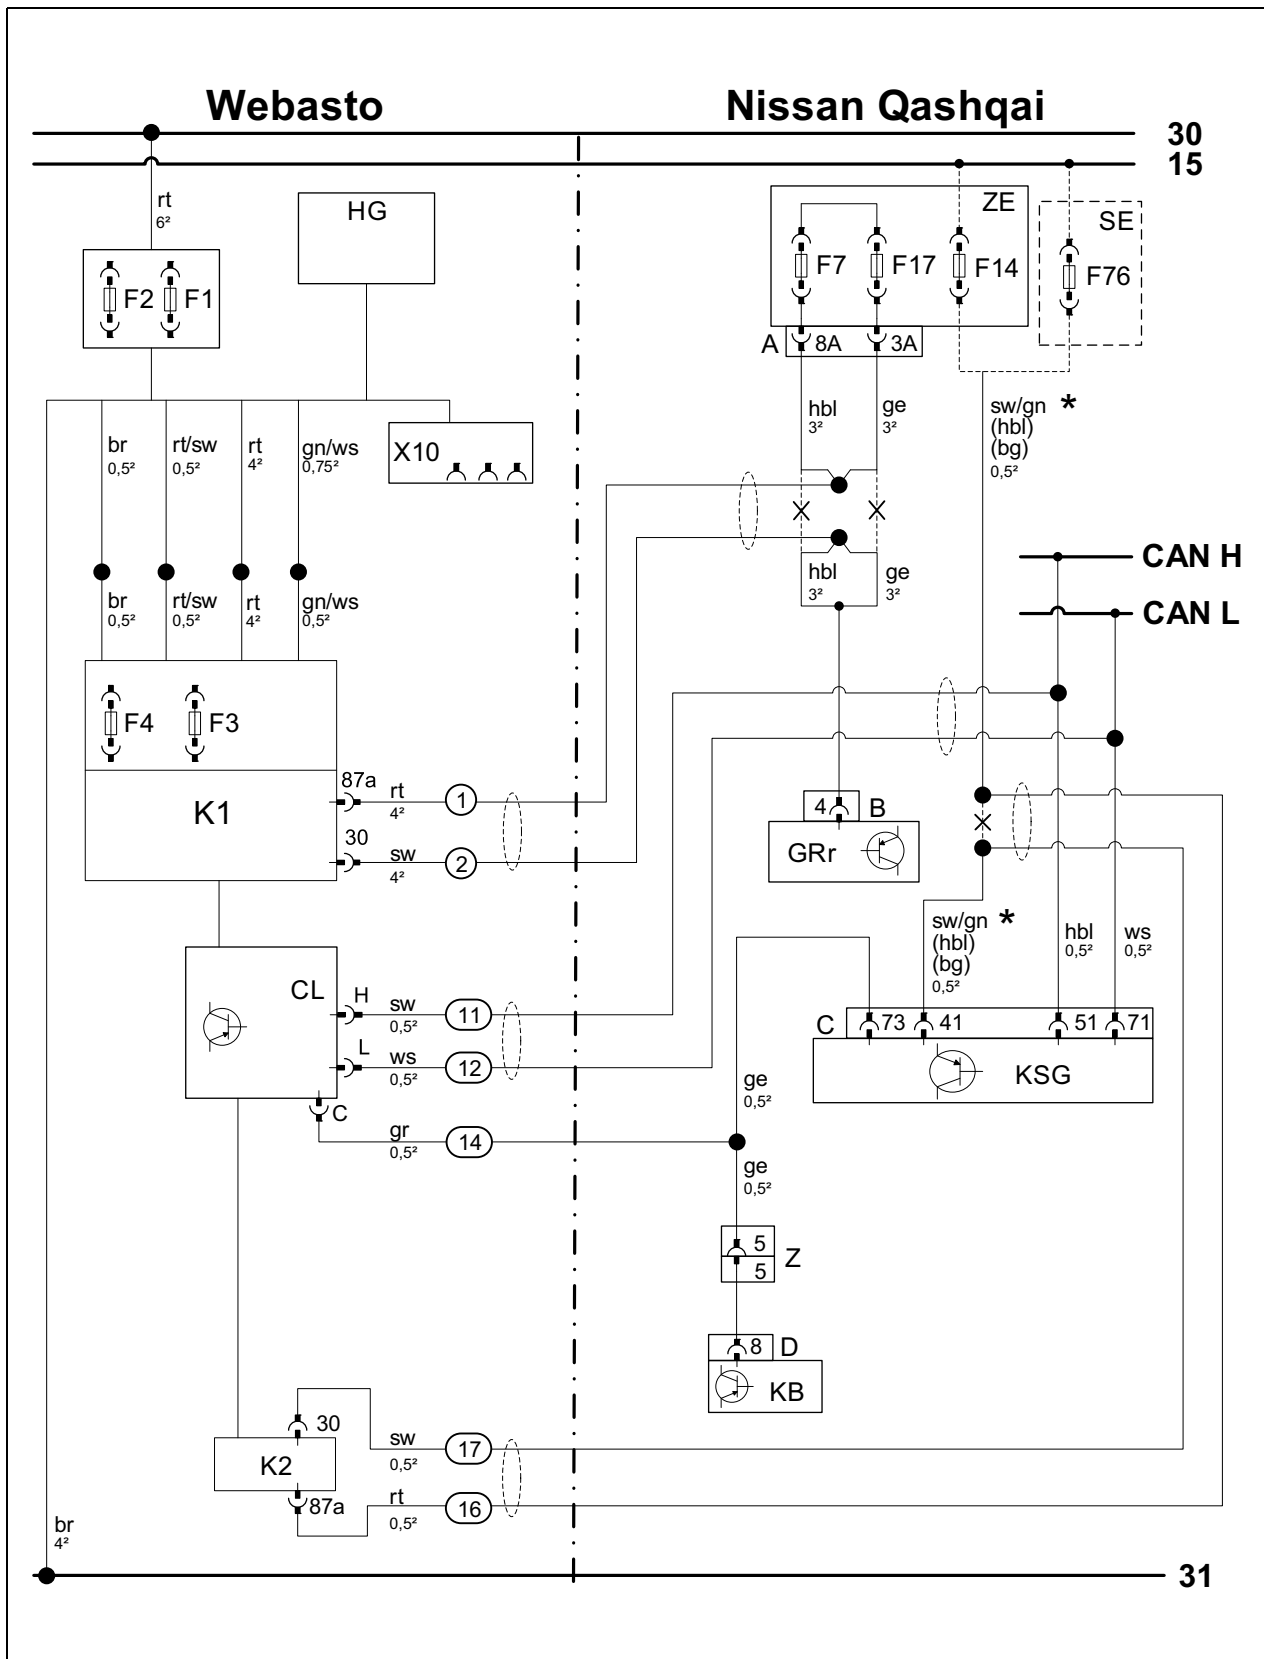 Webasto
Nissan Qashqai
30
15
rt
6²
HG
ZE
SE
F2
F1
F7
F17
F14
F76
A
8A
3A
X10
br
0,5²
rt/sw
0,5²
rt
4²
gn/ws
0,75²
hbl
3²
ge
3²
sw/gn *
(hbl)
(bg)
0,5²
CAN H
CAN L
br
0,5²
rt/sw
0,5²
rt
4²
gn/ws
0,5²
hbl
3²
ge
3²
F4
F3
K1
87a
rt
4²
1
30
sw
4²
2
4
B
GRr
sw/gn *
(hbl)
(bg)
0,5²
hbl
0,5²
ws
0,5²
CL
H
sw
0,5²
11
L
ws
0,5²
12
C
gr
0,5²
14
C
73
41
51
71
KSG
ge
0,5²
ge
0,5²
5
5
Z
8
D
KB
30
sw
0,5²
17
K2
87a
rt
0,5²
16
br
4²
31